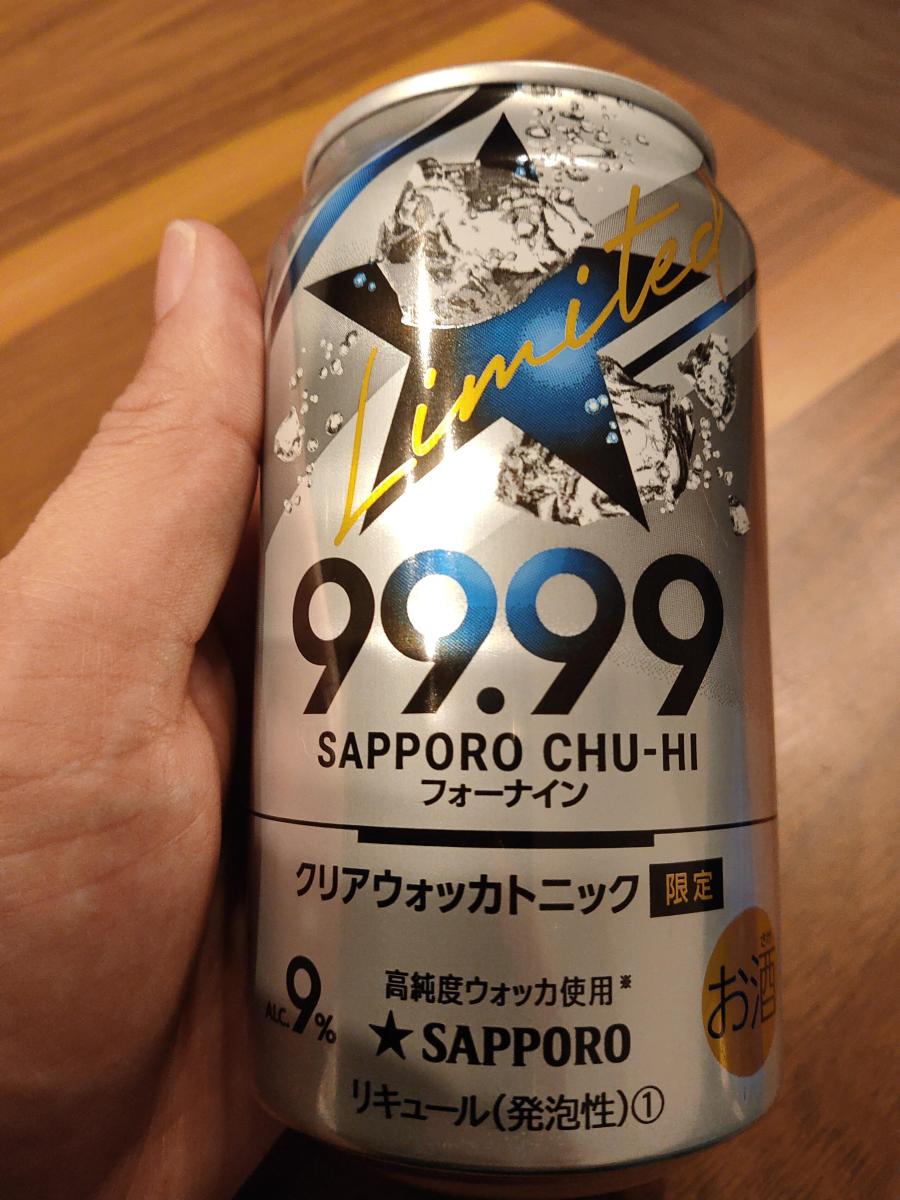 Limited
99.99
SAPPORO CHU-HI
フォーナイン
クリアウォッカトニック 限定
ALC.9%
高純度ウォッカ使用※
★SAPPORO
お酒
リキュール(発泡性)①